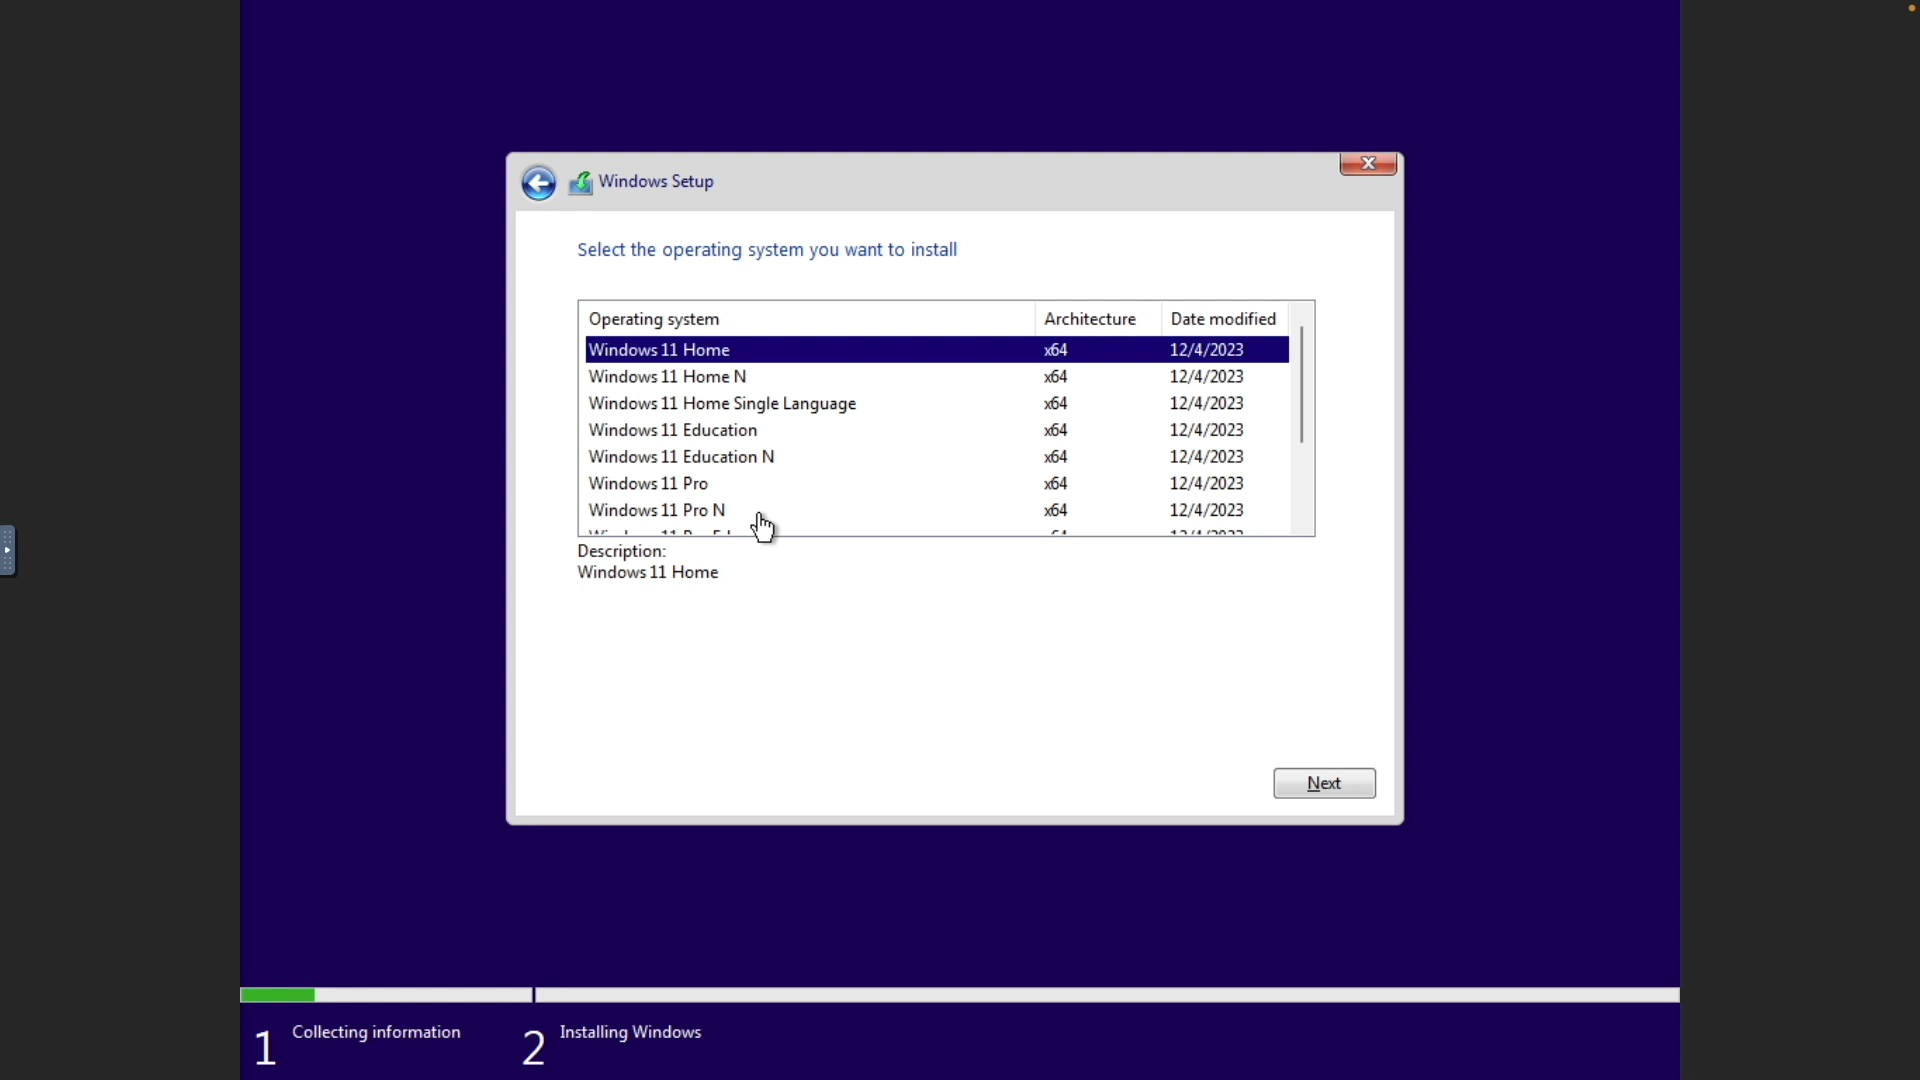 Windows Setup
Select the operating system you want to install
Operating system Architecture Date modified
Windows 11 Home x64 12/4/2023
Windows 11 Home N x64 12/4/2023
Windows 11 Home Single Language x64 12/4/2023
Windows 11 Education x64 12/4/2023
Windows 11 Education N x64 12/4/2023
Windows 11 Pro x64 12/4/2023
Windows 11 Pro N x64 12/4/2023
Description:
Windows 11 Home
Next
1 Collecting information 2 Installing Windows